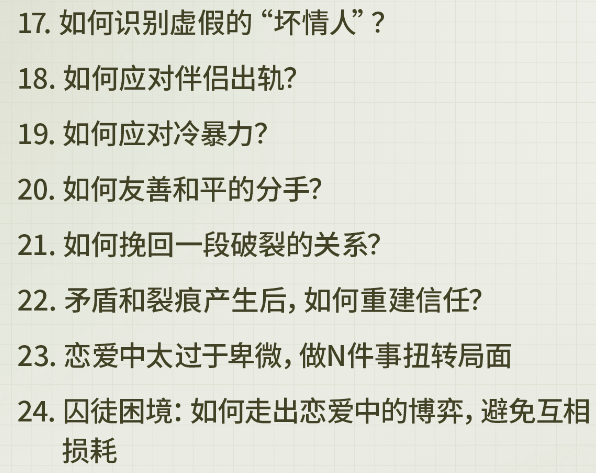 17. 如何识别虚假的“坏情人”？
18. 如何应对伴侣出轨？
19. 如何应对冷暴力？
20. 如何友善和平的分手？
21. 如何挽回一段破裂的关系？
22. 矛盾和裂痕产生后，如何重建信任？
23. 恋爱中太过于卑微，做N件事扭转局面
24. 囚徒困境：如何走出恋爱中的博弈，避免互相
损耗